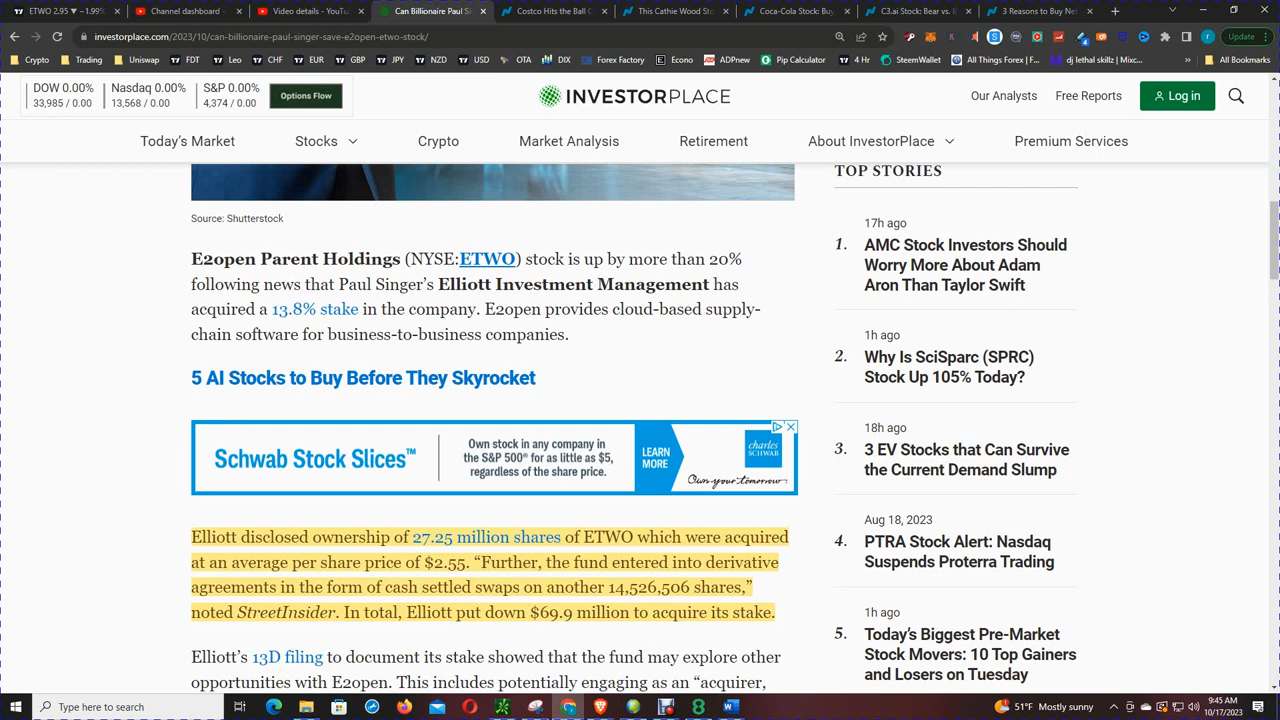 ETWO 2.95 ▼ −1.99%
Channel dashboard
Video details - YouTu
Can Billionaire Paul Si
Costco Hits the Ball O
This Cathie Wood Sto
Coca-Cola Stock: Buy
C3.ai Stock: Bear vs. B
3 Reasons to Buy Net
investorplace.com/2023/10/can-billionaire-paul-singer-save-e2open-etwo-stock/
Update
Crypto
Trading
Uniswap
FDT
Leo
CHF
EUR
GBP
JPY
NZD
USD
OTA
DIX
Forex Factory
Econo
ADPnew
Pip Calculator
4 Hr
SteemWorld
All Things Forex | F...
dj lethal skillz | Mixc...
»
All Bookmarks
DOW 0.00%
33,985 / 0.00
Nasdaq 0.00%
13,568 / 0.00
S&P 0.00%
4,374 / 0.00
Options Flow
INVESTORPLACE
Our Analysts
Free Reports
Log in
Today's Market
Stocks
Crypto
Market Analysis
Retirement
About InvestorPlace
Premium Services
Source: Shutterstock
E2open Parent Holdings (NYSE:ETWO) stock is up by more than 20%
following news that Paul Singer's Elliott Investment Management has
acquired a 13.8% stake in the company. E2open provides cloud-based supply-
chain software for business-to-business companies.
5 AI Stocks to Buy Before They Skyrocket
Schwab Stock Slices™
Own stock in any company in
the S&P 500® for as little as $5,
regardless of the share price.
LEARN
MORE
charles
SCHWAB
Own your tomorrow.
Elliott disclosed ownership of 27.25 million shares of ETWO which were acquired
at an average per share price of $2.55. "Further, the fund entered into derivative
agreements in the form of cash settled swaps on another 14,526,506 shares,"
noted StreetInsider. In total, Elliott put down $69.9 million to acquire its stake.
Elliott's 13D filing to document its stake showed that the fund may explore other
opportunities with E2open. This includes potentially engaging as an "acquirer,
TOP STORIES
17h ago
1. AMC Stock Investors Should
Worry More About Adam
Aron Than Taylor Swift
1h ago
2. Why Is SciSparc (SPRC)
Stock Up 105% Today?
18h ago
3. 3 EV Stocks that Can Survive
the Current Demand Slump
Aug 18, 2023
4. PTRA Stock Alert: Nasdaq
Suspends Proterra Trading
1h ago
5. Today's Biggest Pre-Market
Stock Movers: 10 Top Gainers
and Losers on Tuesday
Type here to search
51°F Mostly sunny
9:45 AM
10/17/2023